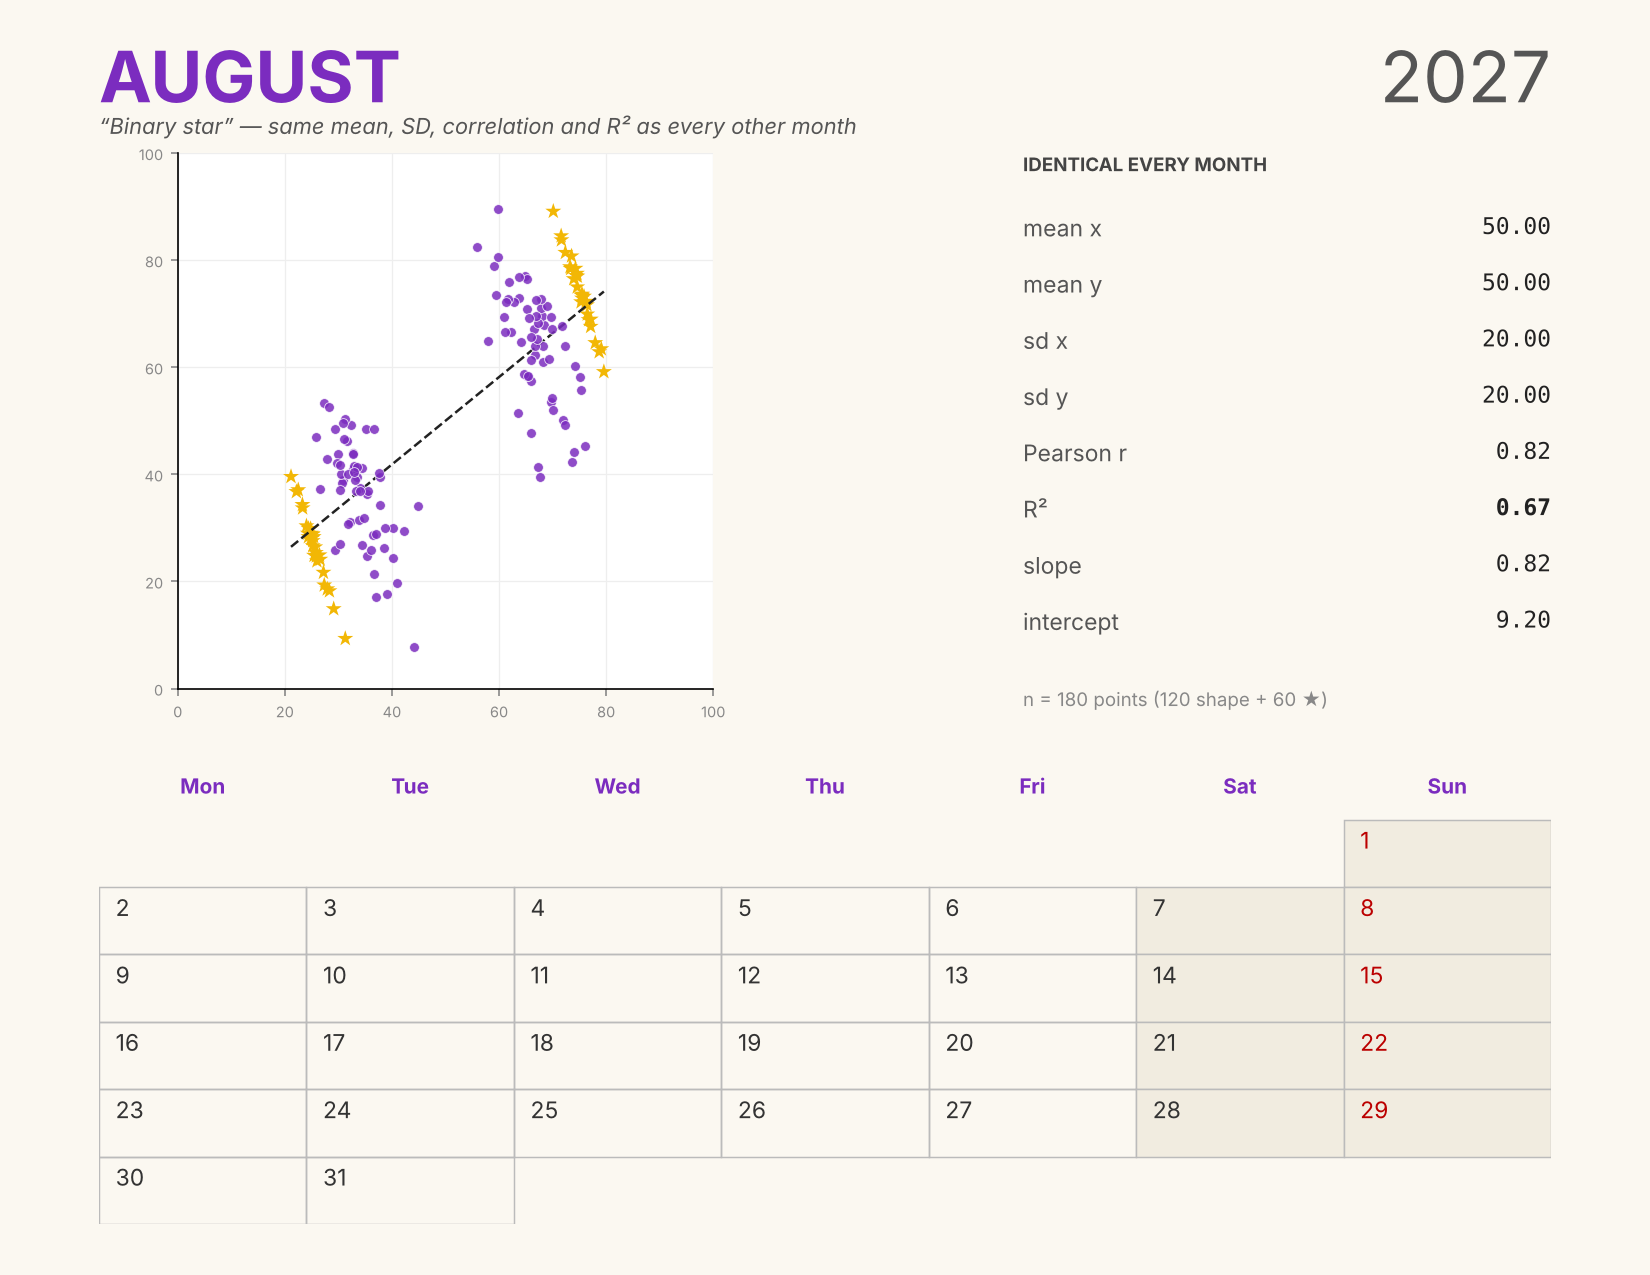 AUGUST 2027
“Binary star” — same mean, SD, correlation and R² as every other month
100
80
60
40
20
0
0 20 40 60 80 100
IDENTICAL EVERY MONTH
mean x 50.00
mean y 50.00
sd x 20.00
sd y 20.00
Pearson r 0.82
R² 0.67
slope 0.82
intercept 9.20
n = 180 points (120 shape + 60 ★)
Mon Tue Wed Thu Fri Sat Sun
1
2 3 4 5 6 7 8
9 10 11 12 13 14 15
16 17 18 19 20 21 22
23 24 25 26 27 28 29
30 31